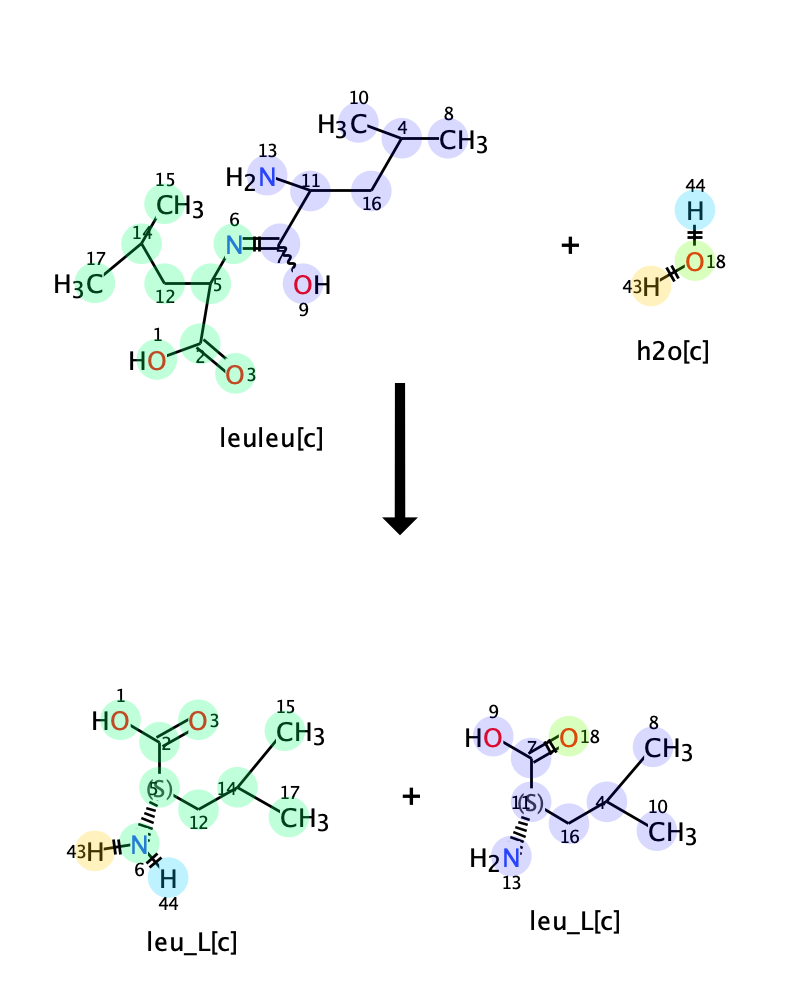 10
H3C
4
8
CH3
13
H2N
11
16
15
CH3
14
6
N
7
17
H3C
12
5
OH
9
1
HO
2
O3
leuleu[c]
+
44
H
O18
43H
h2o[c]
1
HO
O3
2
15
CH3
5
(S)
14
12
17
CH3
43H
N
6
H
44
leu_L[c]
+
9
HO
7
O18
8
CH3
11
(S)
4
16
10
CH3
H2N
13
leu_L[c]